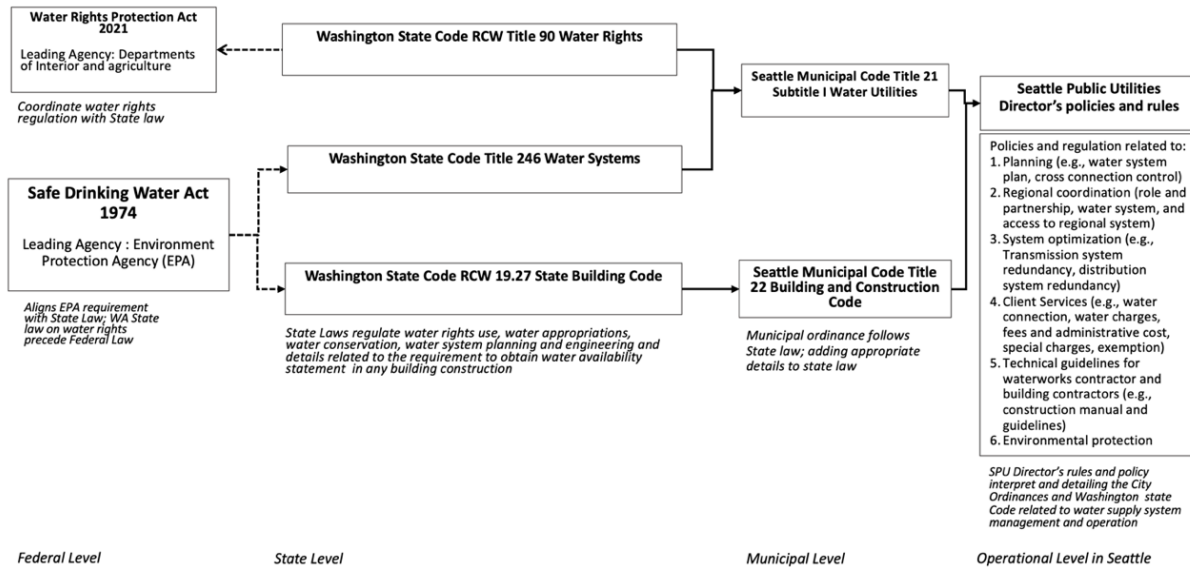 Water Rights Protection Act
2021
Leading Agency: Departments
of Interior and agriculture
Coordinate water rights
regulation with State law
Safe Drinking Water Act
1974
Leading Agency : Environment
Protection Agency (EPA)
Aligns EPA requirement
with State Law; WA State
law on water rights
precede Federal Law
Washington State Code RCW Title 90 Water Rights
Washington State Code Title 246 Water Systems
Washington State Code RCW 19.27 State Building Code
State Laws regulate water rights use, water appropriations,
water conservation, water system planning and engineering and
details related to the requirement to obtain water availability
statement in any building construction
Seattle Municipal Code Title 21
Subtitle I Water Utilities
Seattle Municipal Code Title
22 Building and Construction
Code
Municipal ordinance follows
State law; adding appropriate
details to state law
Seattle Public Utilities
Director's policies and rules
Policies and regulation related to:
1. Planning (e.g., water system
plan, cross connection control)
2. Regional coordination (role and
partnership, water system, and
access to regional system)
3. System optimization (e.g.,
Transmission system
redundancy, distribution
system redundancy)
4. Client Services (e.g., water
connection, water charges,
fees and administrative cost,
special charges, exemption)
5. Technical guidelines for
waterworks contractor and
building contractors (e.g.,
construction manual and
guidelines)
6. Environmental protection
SPU Director's rules and policy
interpret and detailing the City
Ordinances and Washington state
Code related to water supply system
management and operation
Federal Level
State Level
Municipal Level
Operational Level in Seattle